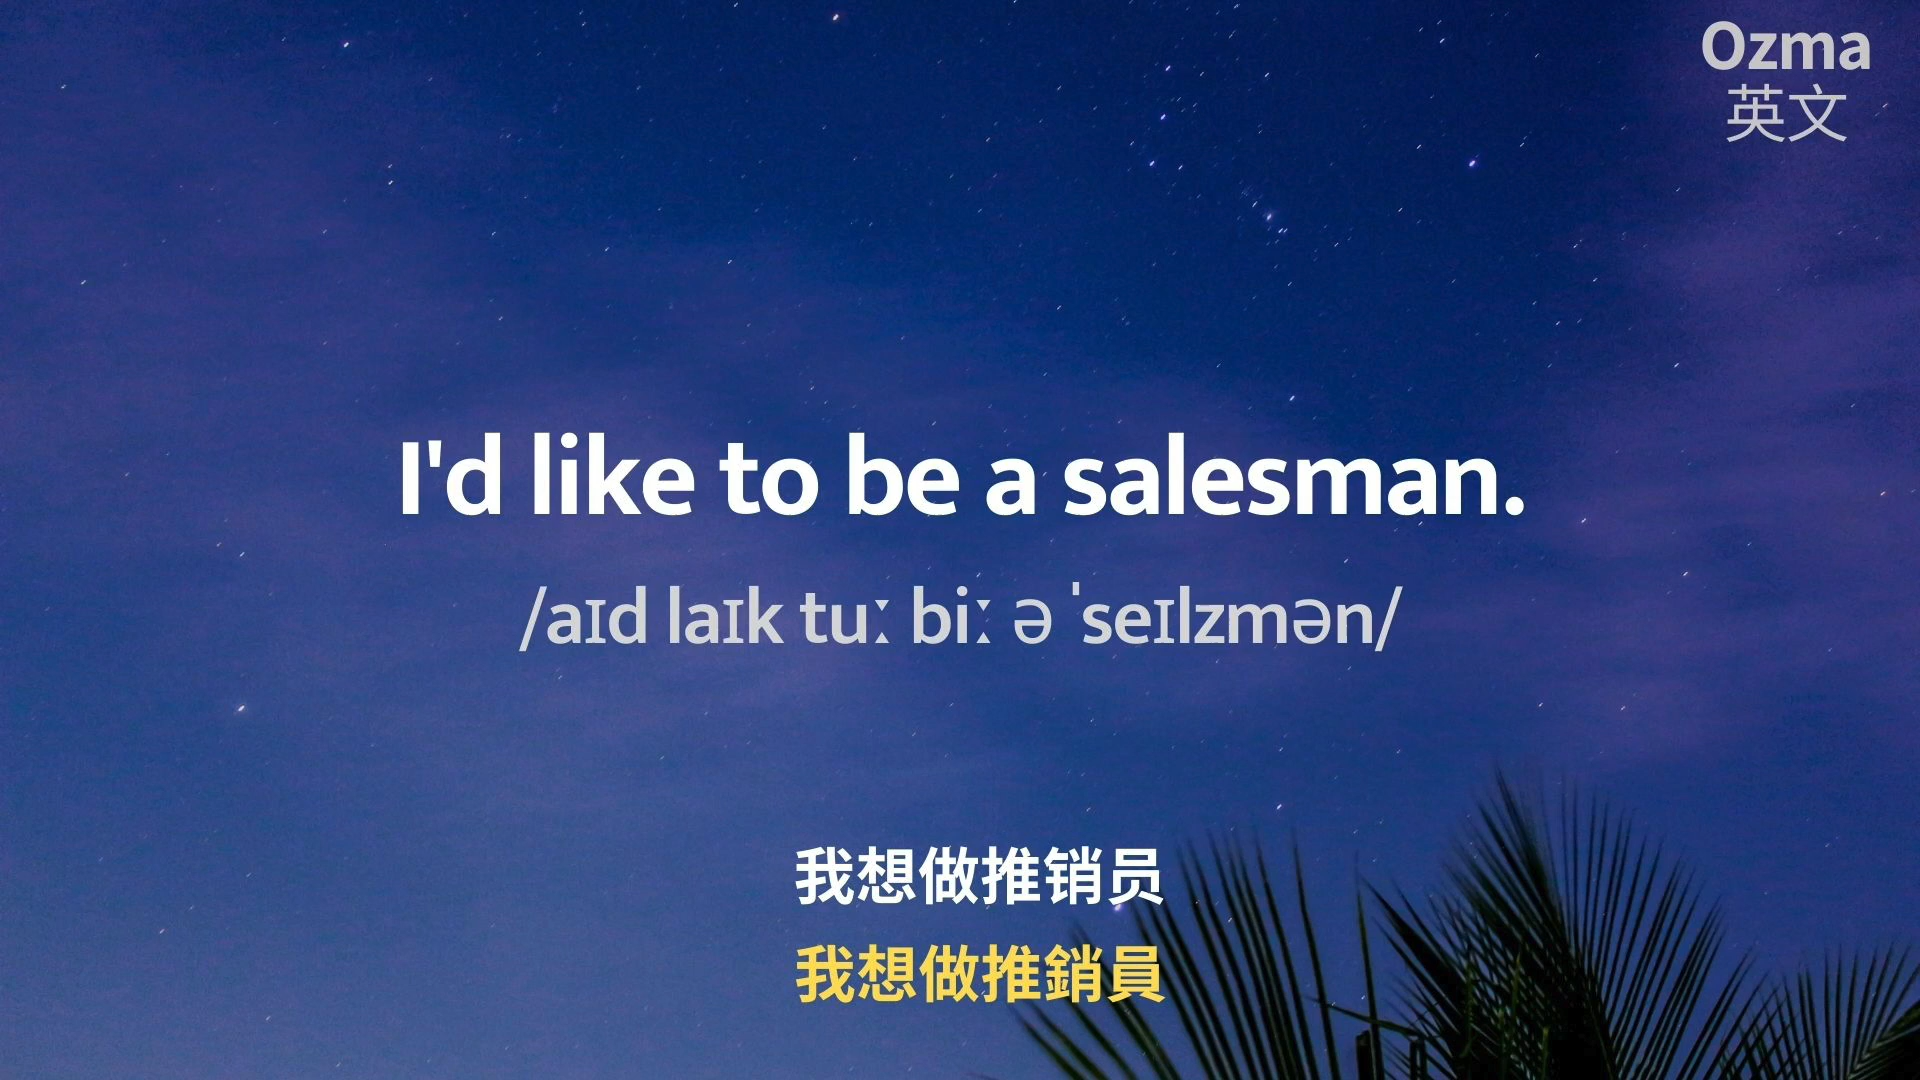 Ozma
英文
I'd like to be a salesman.
/aɪd laɪk tuː biː ə ˈseɪlzmən/
我想做推销员
我想做推銷員